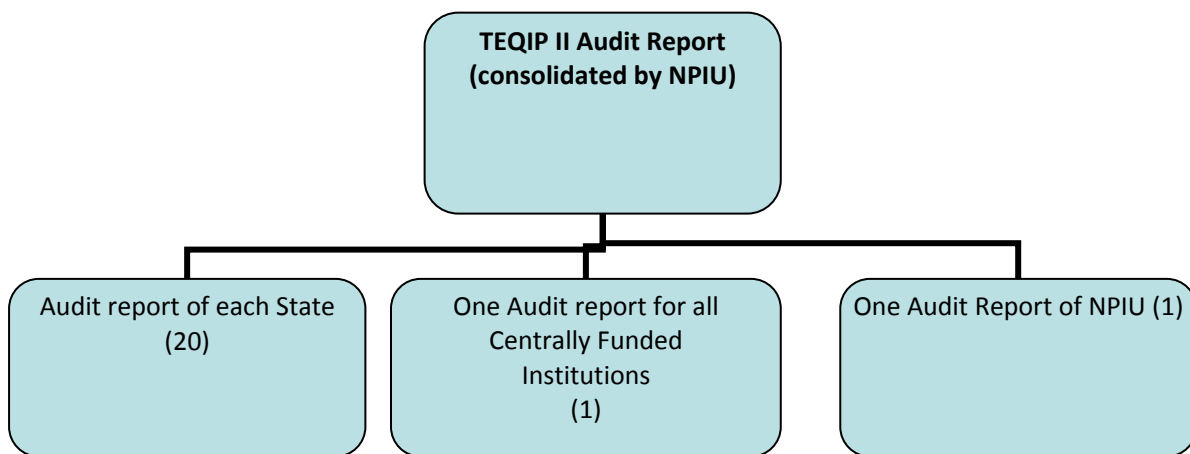 TEQIP II Audit Report
(consolidated by NPIU)
Audit report of each State
(20)
One Audit report for all
Centrally Funded
Institutions
(1)
One Audit Report of NPIU (1)